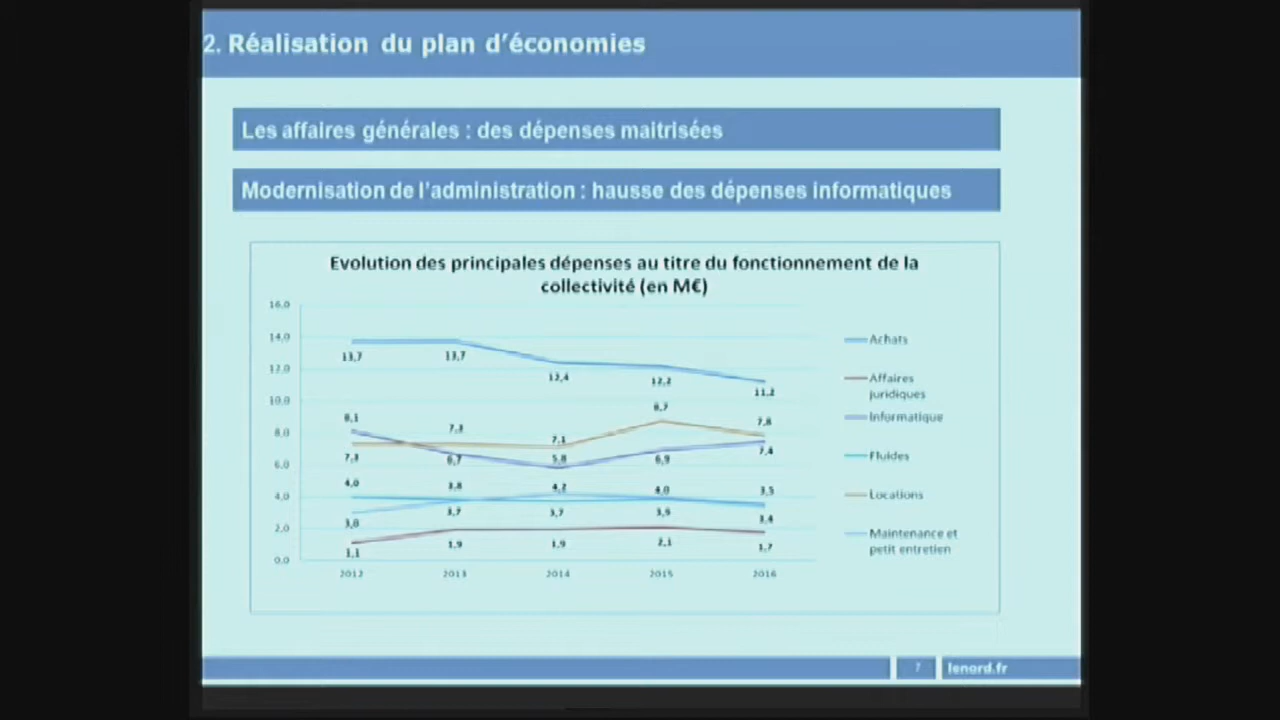 2. Réalisation du plan d'économies
Les affaires générales : des dépenses maitrisées
Modernisation de l'administration : hausse des dépenses informatiques
Evolution des principales dépenses au titre du fonctionnement de la
collectivité (en M€)
16,0
14,0
12,0
10,0
8,0
6,0
4,0
2,0
0,0
13,7 13,7 12,4 12,2 11,2
8,1 7,3 7,1 8,7 7,8
7,3 6,7 5,8 6,9 7,4
4,0 3,8 4,2 4,0 3,5
3,0 3,7 3,7 3,9 3,4
1,1 1,9 1,9 2,1 1,7
2012 2013 2014 2015 2016
Achats
Affaires
juridiques
Informatique
Fluides
Locations
Maintenance et
petit entretien
7 lenord.fr